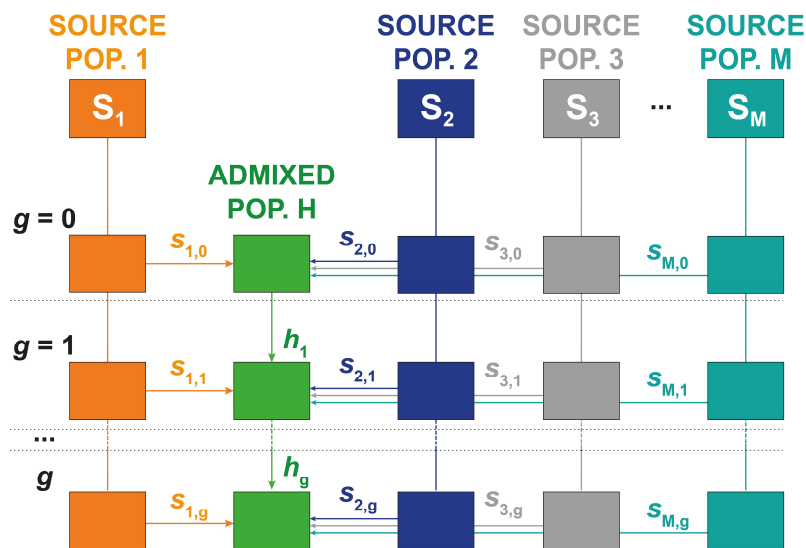 SOURCE POP. 1
SOURCE POP. 2
SOURCE POP. 3
SOURCE POP. M
S1
S2
S3
...
SM
ADMIXED POP. H
g = 0
s1,0
s2,0
s3,0
sM,0
g = 1
h1
s1,1
s2,1
s3,1
sM,1
...
g
hg
s1,g
s2,g
s3,g
sM,g